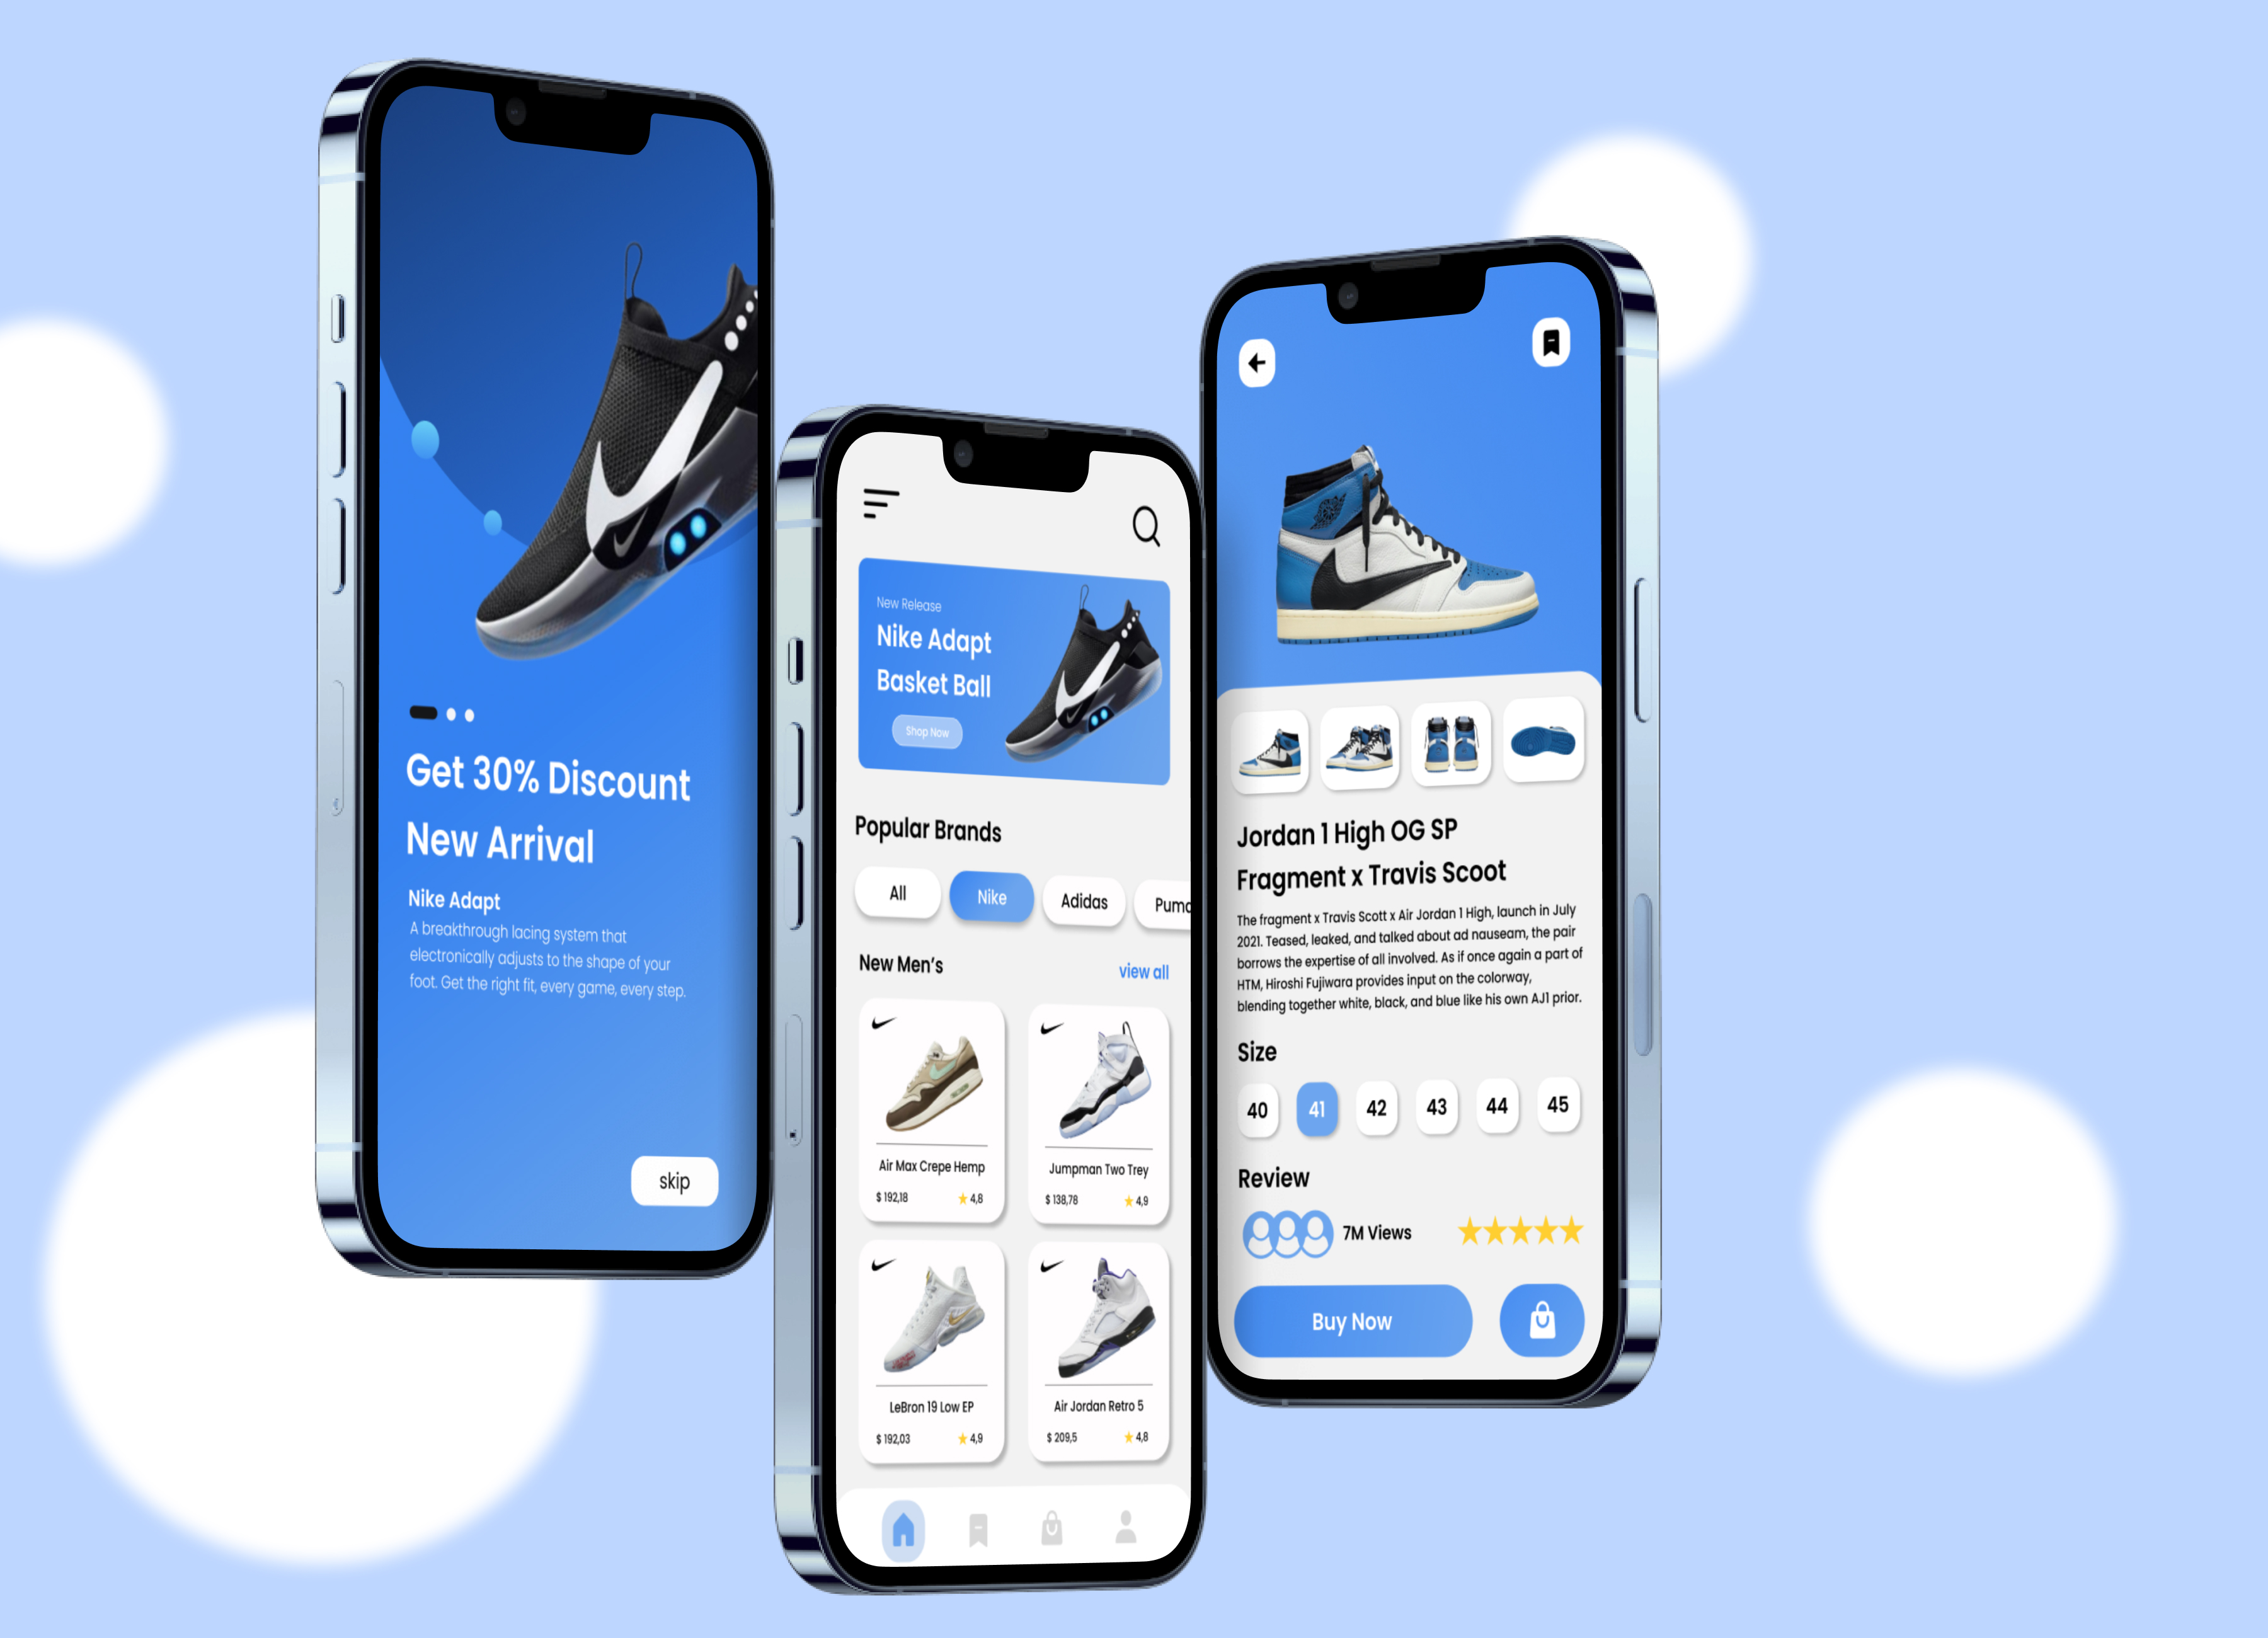 Get 30% Discount
New Arrival
Nike Adapt
A breakthrough lacing system that
electronically adjusts to the shape of your
foot. Get the right fit, every game, every step.
skip
New Release
Nike Adapt
Basket Ball
Shop Now
Popular Brands
All Nike Adidas Puma
New Men's view all
Air Max Crepe Hemp
$ 192,18 ★ 4,8
Jumpman Two Trey
$ 138,78 ★ 4,9
LeBron 19 Low EP
$ 192,03 ★ 4,9
Air Jordan Retro 5
$ 209,5 ★ 4,8
Jordan 1 High OG SP
Fragment x Travis Scoot
The fragment x Travis Scott x Air Jordan 1 High, launch in July
2021. Teased, leaked, and talked about ad nauseam, the pair
borrows the expertise of all involved. As if once again a part of
HTM, Hiroshi Fujiwara provides input on the colorway,
blending together white, black, and blue like his own AJ1 prior.
Size
40 41 42 43 44 45
Review
7M Views ★★★★★
Buy Now